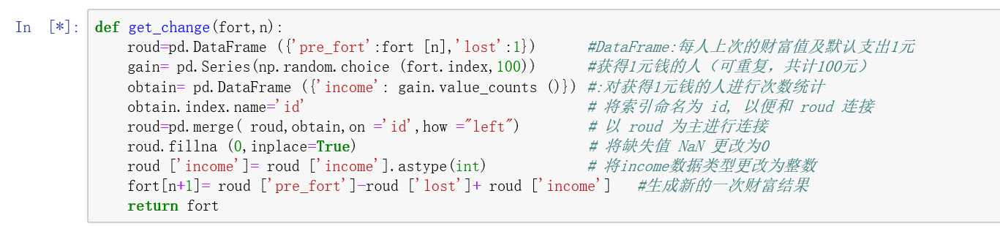 In [*]: def get_change(fort,n):
roud=pd.DataFrame ({'pre_fort':fort [n],'lost':1}) #DataFrame:每人上次的财富值及默认支出1元
gain= pd.Series(np.random.choice (fort.index,100)) #获得1元钱的人（可重复，共计100元）
obtain= pd.DataFrame ({'income': gain.value_counts ()}) #:对获得1元钱的人进行次数统计
obtain.index.name='id' # 将索引命名为 id, 以便和 roud 连接
roud=pd.merge( roud,obtain,on ='id',how ="left") # 以 roud 为主进行连接
roud.fillna (0,inplace=True) # 将缺失值 NaN 更改为0
roud ['income']= roud ['income'].astype(int) # 将income数据类型更改为整数
fort[n+1]= roud ['pre_fort']-roud ['lost']+ roud ['income'] #生成新的一次财富结果
return fort